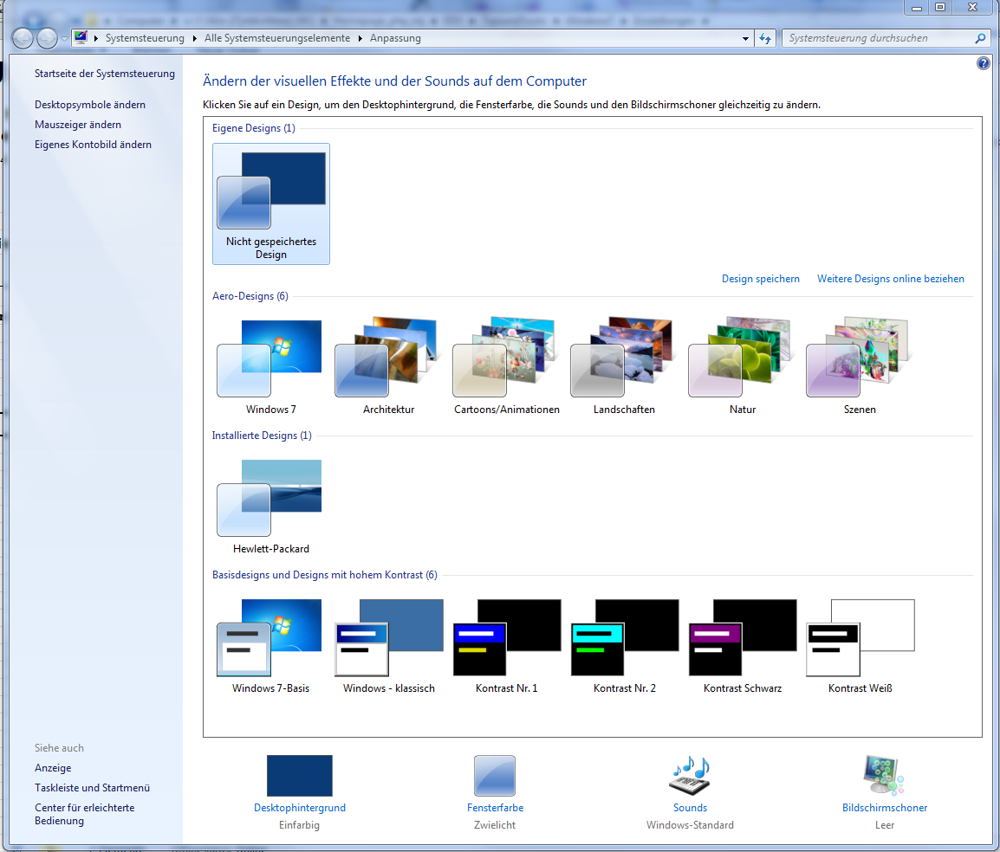 Systemsteuerung Alle Systemsteuerungselemente Anpassung
Systemsteuerung durchsuchen
Startseite der Systemsteuerung
Desktopsymbole ändern
Mauszeiger ändern
Eigenes Kontobild ändern
Ändern der visuellen Effekte und der Sounds auf dem Computer
Klicken Sie auf ein Design, um den Desktophintergrund, die Fensterfarbe, die Sounds und den Bildschirmschoner gleichzeitig zu ändern.
Eigene Designs (1)
Nicht gespeichertes
Design
Design speichern Weitere Designs online beziehen
Aero-Designs (6)
Windows 7 Architektur Cartoons/Animationen Landschaften Natur Szenen
Installierte Designs (1)
Hewlett-Packard
Basisdesigns und Designs mit hohem Kontrast (6)
Windows 7-Basis Windows - klassisch Kontrast Nr. 1 Kontrast Nr. 2 Kontrast Schwarz Kontrast Weiß
Siehe auch
Anzeige
Taskleiste und Startmenü
Center für erleichterte
Bedienung
Desktophintergrund Fensterfarbe Sounds Bildschirmschoner
Einfarbig Zwielicht Windows-Standard Leer